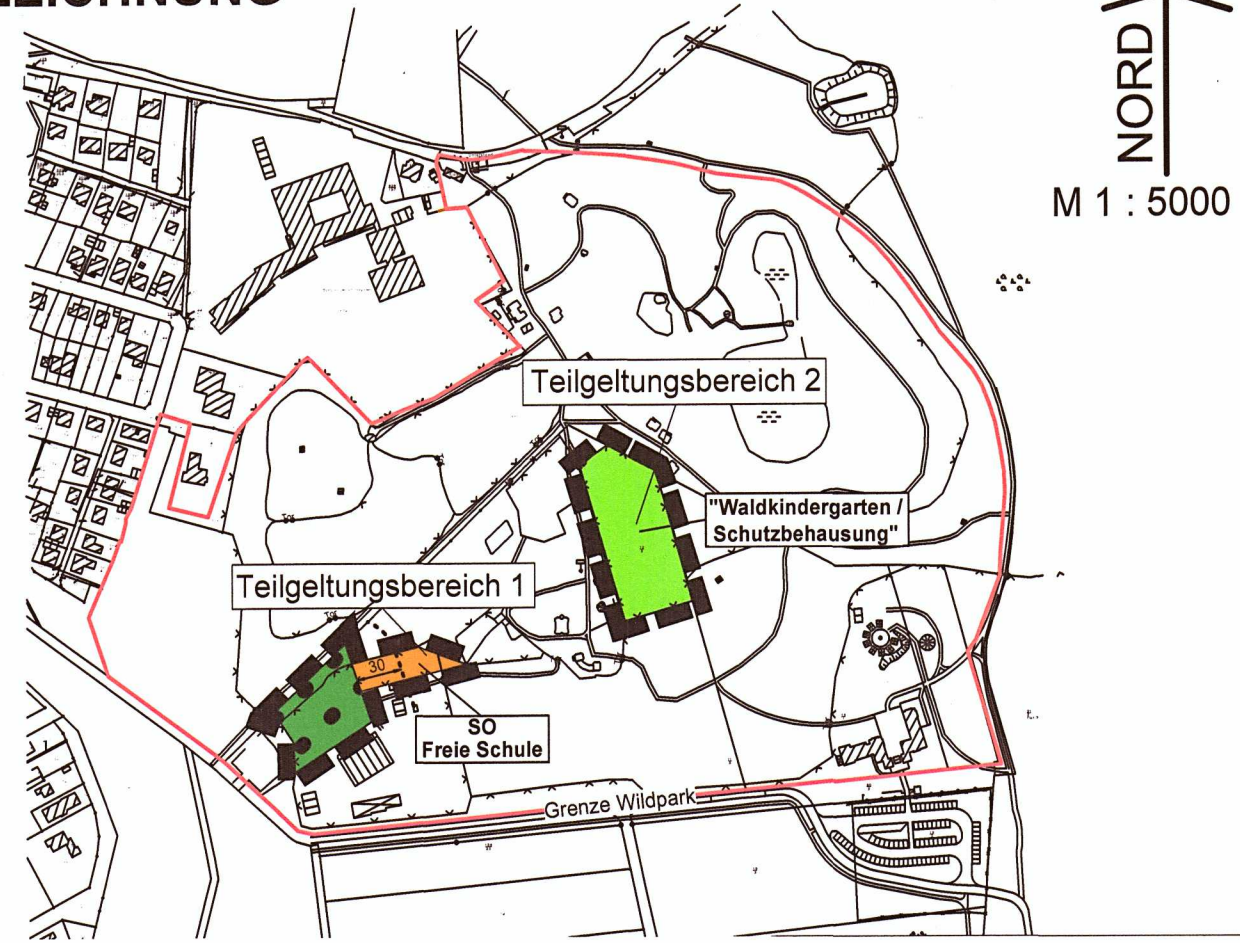 NORD
M 1 : 5000
Teilgeltungsbereich 2
"Waldkindergarten /
Schutzbehausung"
Teilgeltungsbereich 1
30
SO
Freie Schule
Grenze Wildpark